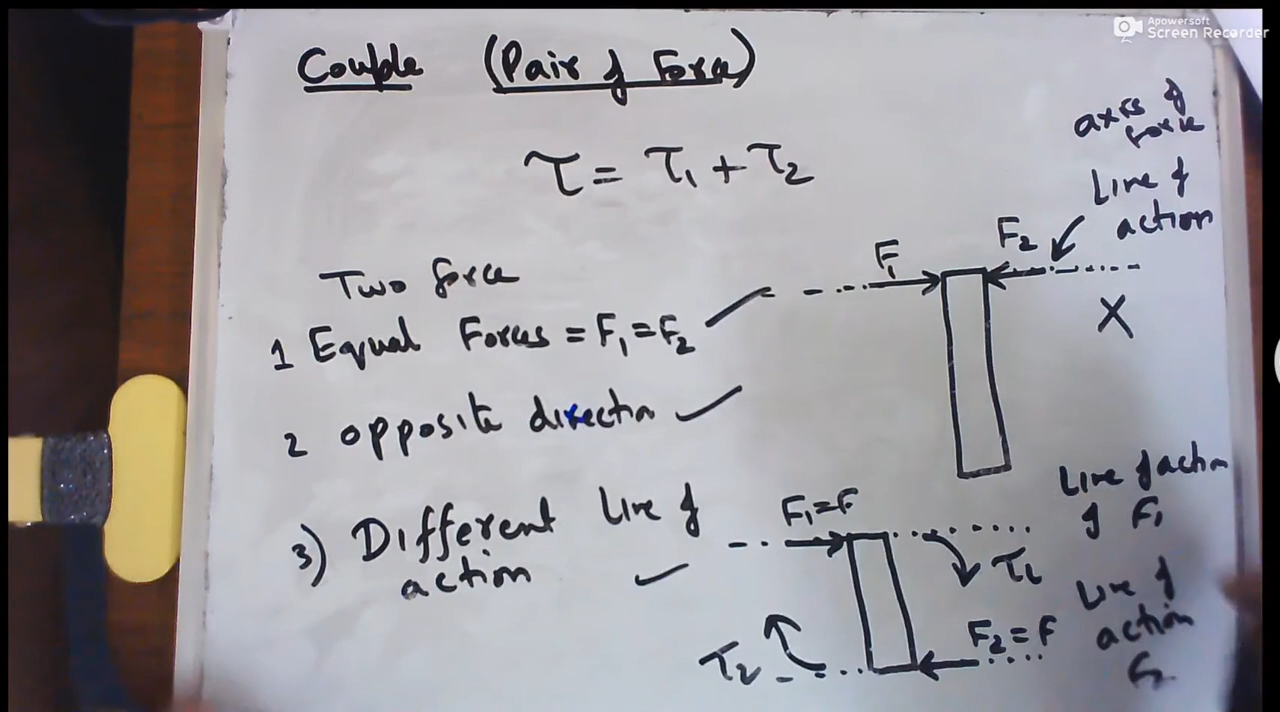 Apowersoft
Screen Recorder
Couple (Pair of Force)
τ = τ₁ + τ₂
axis of
force
Line of
action
F₁
F₂
X
Two force
1 Equal Forces = F₁ = F₂
2 opposite direction
3) Different Line of
action
F₁ = F
Line of action
of F₁
τ₁
τ₂
F₂ = F
Line of
action
F₂